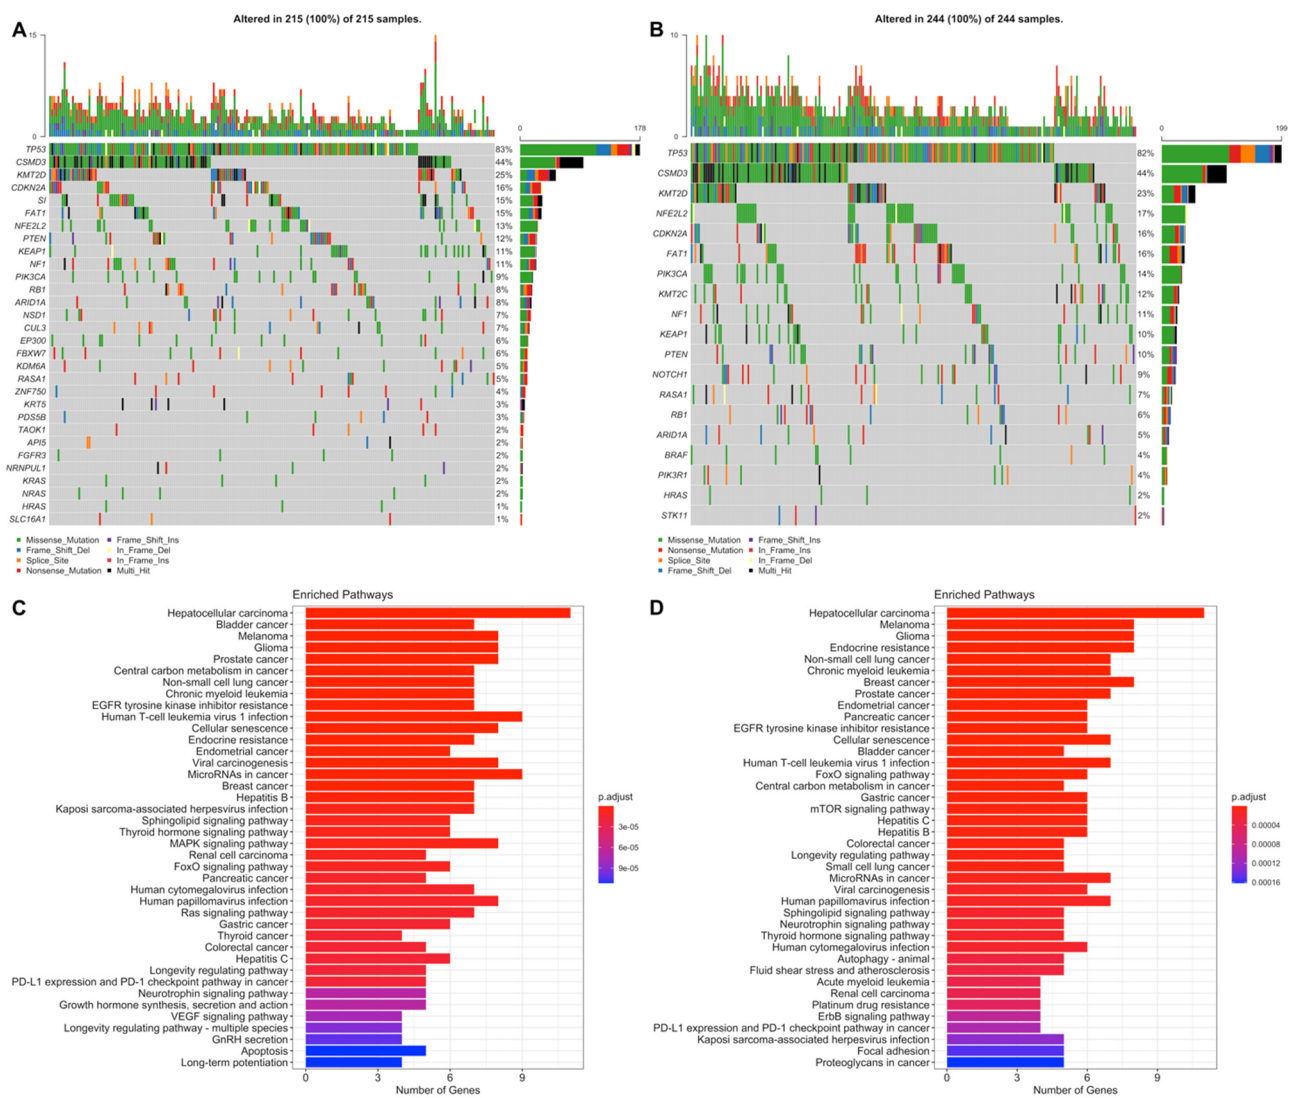 A
Altered in 215 (100%) of 215 samples.
15
0
0 178
TP53 83%
CSMD3 44%
KMT2D 25%
CDKN2A 16%
SI 15%
FAT1 15%
NFE2L2 13%
PTEN 12%
KEAP1 11%
NF1 11%
PIK3CA 9%
RB1 8%
ARID1A 8%
NSD1 7%
CUL3 7%
EP300 6%
FBXW7 6%
KDM6A 5%
RASA1 5%
ZNF750 4%
KRT5 3%
PDS5B 3%
TAOK1 2%
API5 2%
FGFR3 2%
NRNPUL1 2%
KRAS 2%
NRAS 2%
HRAS 1%
SLC16A1 1%
Missense_Mutation Frame_Shift_Ins
Frame_Shift_Del In_Frame_Del
Splice_Site In_Frame_Ins
Nonsense_Mutation Multi_Hit
B
Altered in 244 (100%) of 244 samples.
10
0
0 199
TP53 82%
CSMD3 44%
KMT2D 23%
NFE2L2 17%
CDKN2A 16%
FAT1 16%
PIK3CA 14%
KMT2C 12%
NF1 11%
KEAP1 10%
PTEN 10%
NOTCH1 9%
RASA1 7%
RB1 6%
ARID1A 5%
BRAF 4%
PIK3R1 4%
HRAS 2%
STK11 2%
Missense_Mutation Frame_Shift_Ins
Nonsense_Mutation In_Frame_Ins
Splice_Site In_Frame_Del
Frame_Shift_Del Multi_Hit
C
Enriched Pathways
Hepatocellular carcinoma
Bladder cancer
Melanoma
Glioma
Prostate cancer
Central carbon metabolism in cancer
Non-small cell lung cancer
Chronic myeloid leukemia
EGFR tyrosine kinase inhibitor resistance
Human T-cell leukemia virus 1 infection
Cellular senescence
Endocrine resistance
Endometrial cancer
Viral carcinogenesis
MicroRNAs in cancer
Breast cancer
Hepatitis B
Kaposi sarcoma-associated herpesvirus infection
Sphingolipid signaling pathway
Thyroid hormone signaling pathway
MAPK signaling pathway
Renal cell carcinoma
FoxO signaling pathway
Pancreatic cancer
Human cytomegalovirus infection
Human papillomavirus infection
Ras signaling pathway
Gastric cancer
Thyroid cancer
Colorectal cancer
Hepatitis C
Longevity regulating pathway
PD-L1 expression and PD-1 checkpoint pathway in cancer
Neurotrophin signaling pathway
Growth hormone synthesis, secretion and action
VEGF signaling pathway
Longevity regulating pathway - multiple species
GnRH secretion
Apoptosis
Long-term potentiation
0 3 6 9
Number of Genes
p.adjust
3e-05
6e-05
9e-05
D
Enriched Pathways
Hepatocellular carcinoma
Melanoma
Glioma
Endocrine resistance
Non-small cell lung cancer
Chronic myeloid leukemia
Breast cancer
Prostate cancer
Endometrial cancer
Pancreatic cancer
EGFR tyrosine kinase inhibitor resistance
Cellular senescence
Bladder cancer
Human T-cell leukemia virus 1 infection
FoxO signaling pathway
Central carbon metabolism in cancer
Gastric cancer
mTOR signaling pathway
Hepatitis C
Hepatitis B
Colorectal cancer
Longevity regulating pathway
Small cell lung cancer
MicroRNAs in cancer
Viral carcinogenesis
Human papillomavirus infection
Sphingolipid signaling pathway
Neurotrophin signaling pathway
Thyroid hormone signaling pathway
Human cytomegalovirus infection
Autophagy - animal
Fluid shear stress and atherosclerosis
Acute myeloid leukemia
Renal cell carcinoma
Platinum drug resistance
ErbB signaling pathway
PD-L1 expression and PD-1 checkpoint pathway in cancer
Kaposi sarcoma-associated herpesvirus infection
Focal adhesion
Proteoglycans in cancer
0 3 6 9
Number of Genes
p.adjust
0.00004
0.00008
0.00012
0.00016